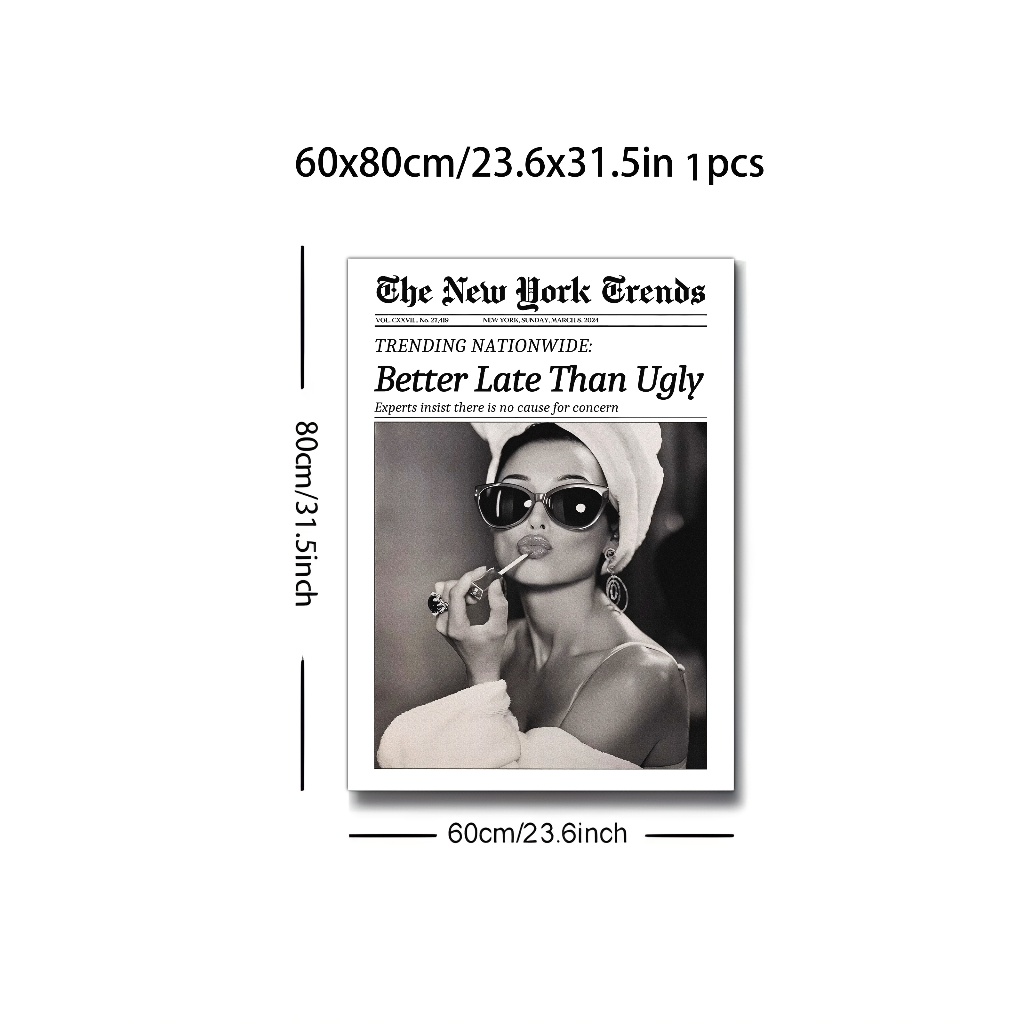 60x80cm/23.6x31.5in 1pcs
The New York Trends
VOL. CXXVII., No. 27,419 NEW YORK, SUNDAY, MARCH 8, 2024
TRENDING NATIONWIDE:
Better Late Than Ugly
Experts insist there is no cause for concern
80cm/31.5inch
60cm/23.6inch